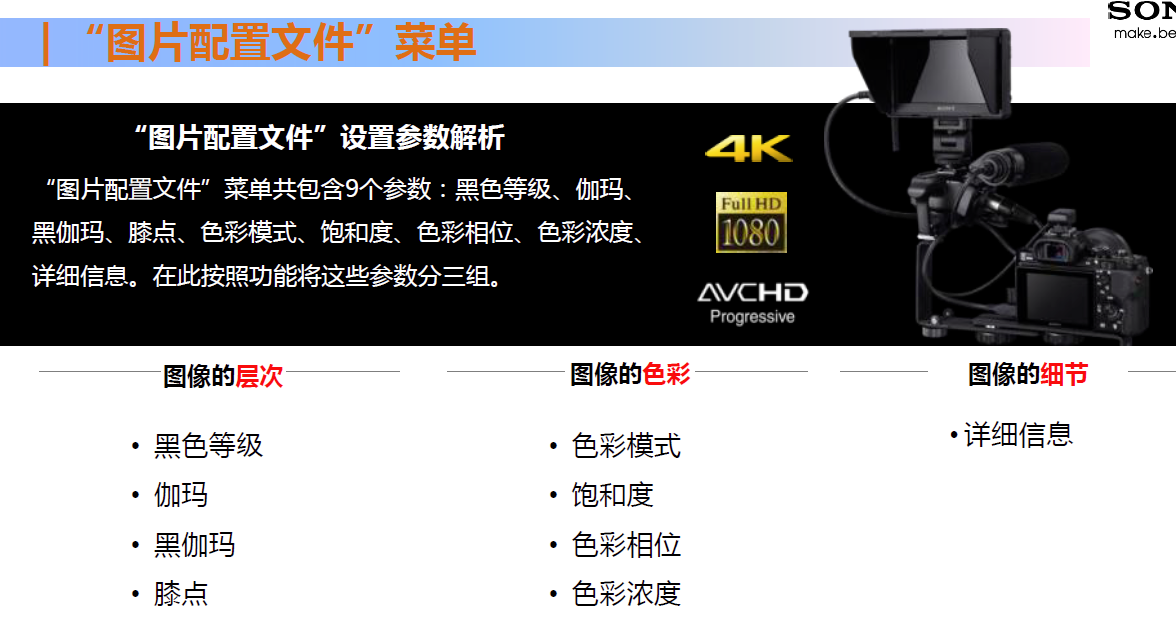 “图片配置文件”菜单
SON
make.be
“图片配置文件”设置参数解析
“图片配置文件”菜单共包含9个参数：黑色等级、伽玛、
黑伽玛、膝点、色彩模式、饱和度、色彩相位、色彩浓度、
详细信息。在此按照功能将这些参数分三组。
4K
Full HD
1080
AVCHD
Progressive
SONY
图像的层次
• 黑色等级
• 伽玛
• 黑伽玛
• 膝点
图像的色彩
• 色彩模式
• 饱和度
• 色彩相位
• 色彩浓度
图像的细节
• 详细信息